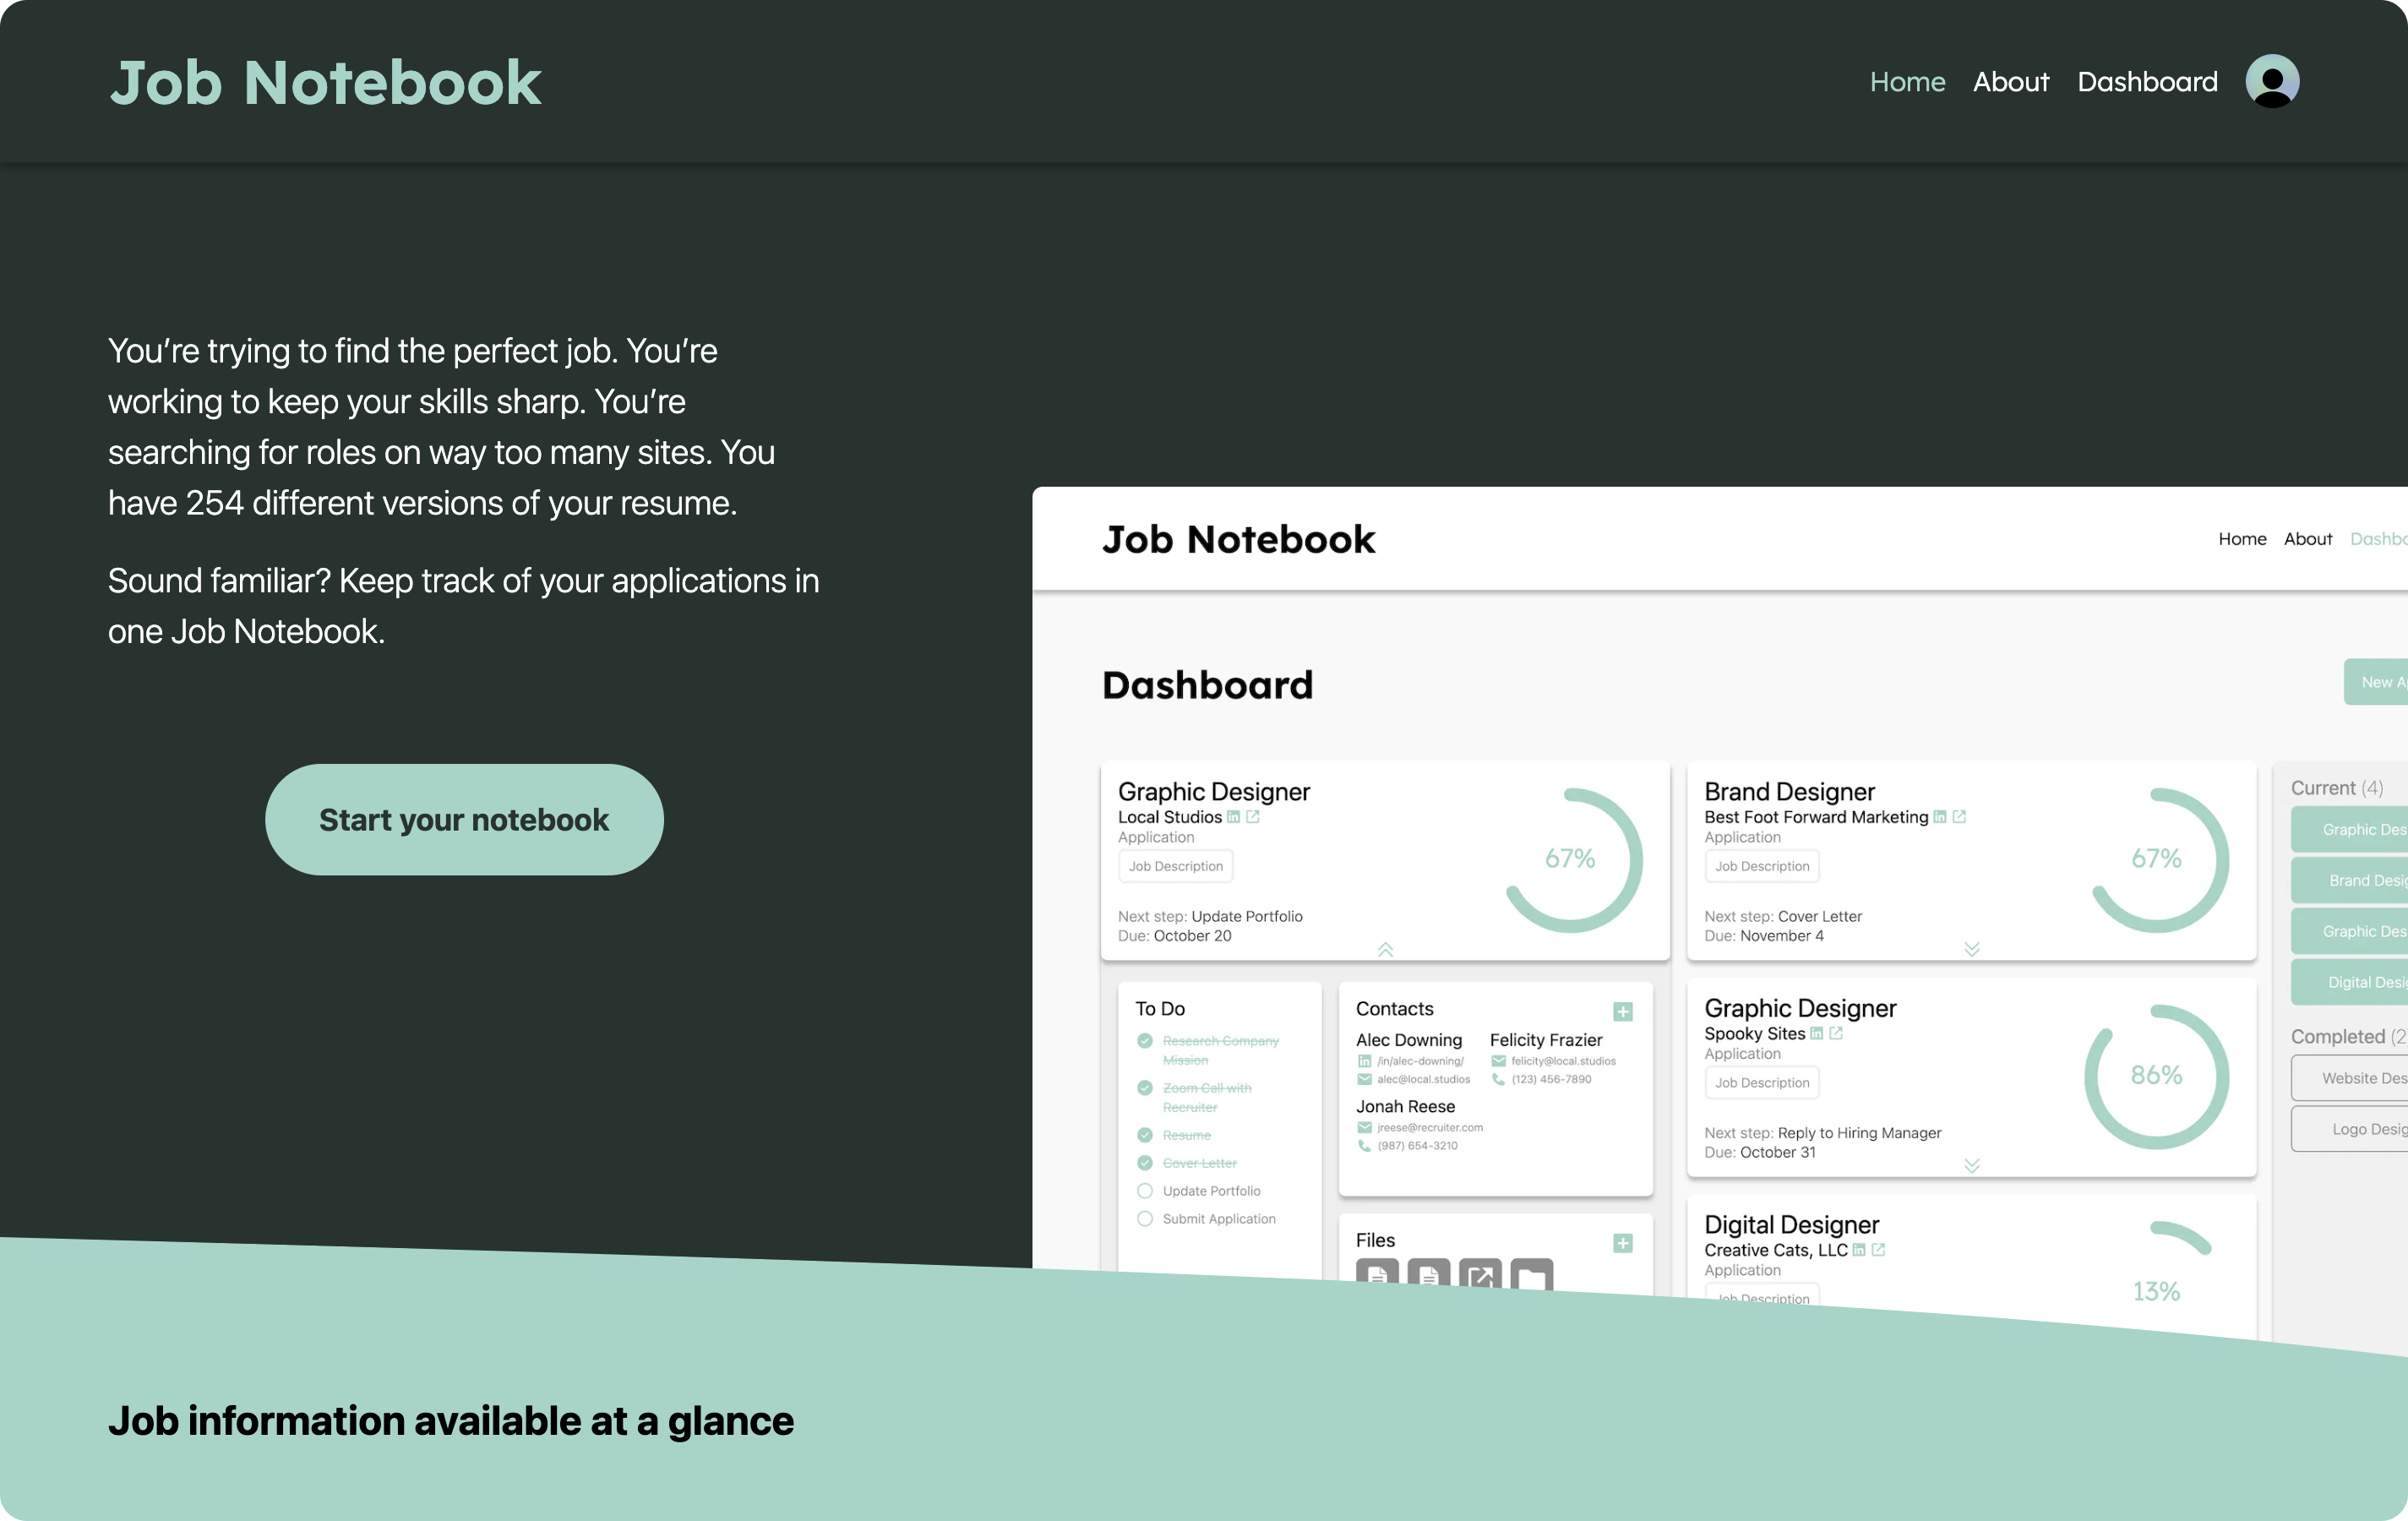 Job Notebook
Home About Dashboard
You’re trying to find the perfect job. You’re
working to keep your skills sharp. You’re
searching for roles on way too many sites. You
have 254 different versions of your resume.
Sound familiar? Keep track of your applications in
one Job Notebook.
Start your notebook
Job Notebook
Home About Dashbo
Dashboard
New A
Graphic Designer
Local Studios
Application
Job Description
67%
Next step: Update Portfolio
Due: October 20
To Do
Research Company
Mission
Zoom Call with
Recruiter
Resume
Cover Letter
Update Portfolio
Submit Application
Contacts
Alec Downing
/in/alec-downing/
alec@local.studios
Felicity Frazier
felicity@local.studios
(123) 456-7890
Jonah Reese
jreese@recruiter.com
(987) 654-3210
Files
Brand Designer
Best Foot Forward Marketing
Application
Job Description
67%
Next step: Cover Letter
Due: November 4
Graphic Designer
Spooky Sites
Application
Job Description
86%
Next step: Reply to Hiring Manager
Due: October 31
Digital Designer
Creative Cats, LLC
Application
Job Description
13%
Current (4)
Graphic Des
Brand Desig
Graphic Des
Digital Desig
Completed (2
Website Des
Logo Desig
Job information available at a glance